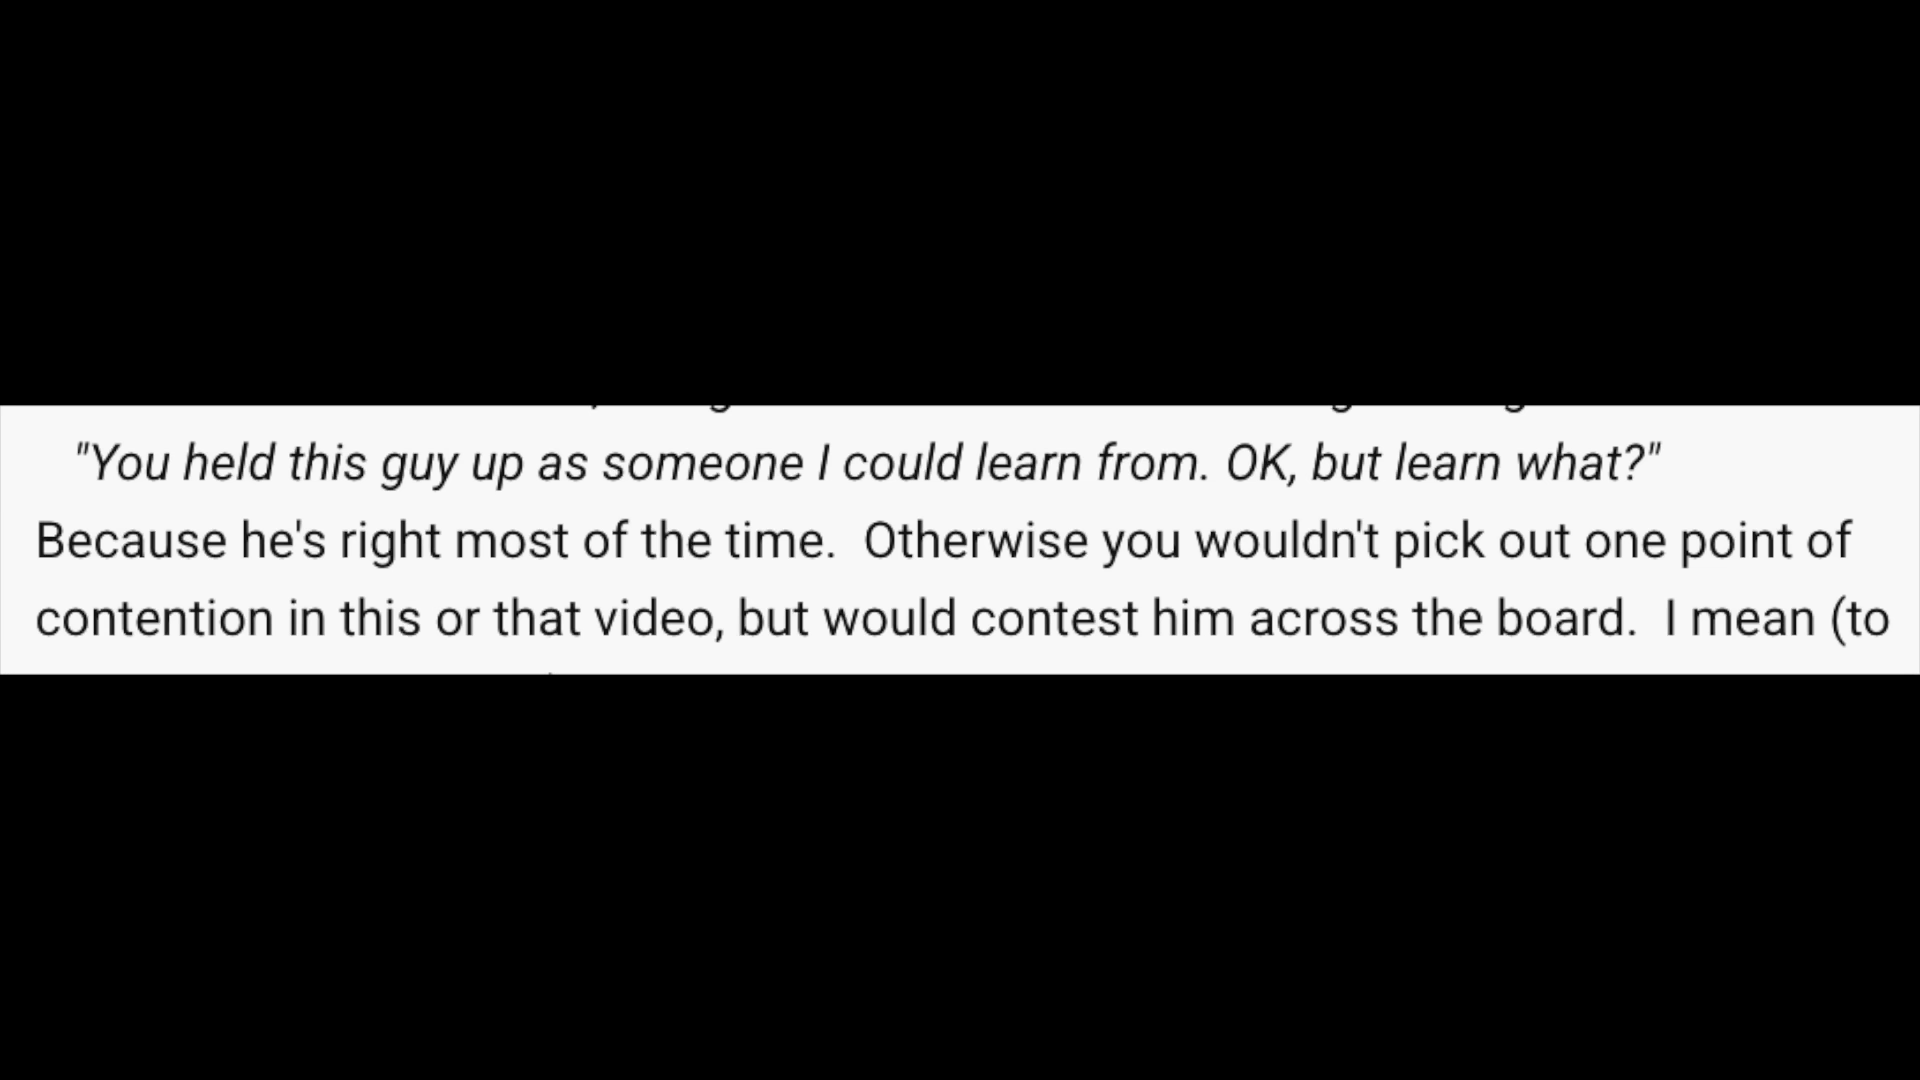 "You held this guy up as someone I could learn from. OK, but learn what?"
Because he's right most of the time.  Otherwise you wouldn't pick out one point of
contention in this or that video, but would contest him across the board.  I mean (to